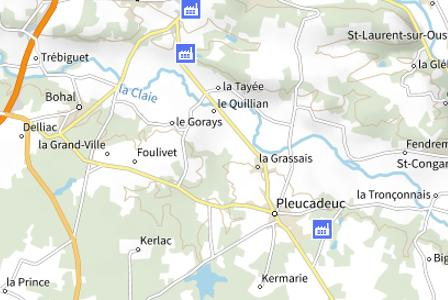 St-Laurent-sur-Ous
Trébiguet
la Glé
la Tayée
la Claie
Bohal
le Quillian
le Gorays
Delliac
la Grand-Ville
Foulivet
Fendrem
la Grassais
St-Congar
la Tronçonnais
Pleucadeuc
Kerlac
Big
la Prince
Kermarie